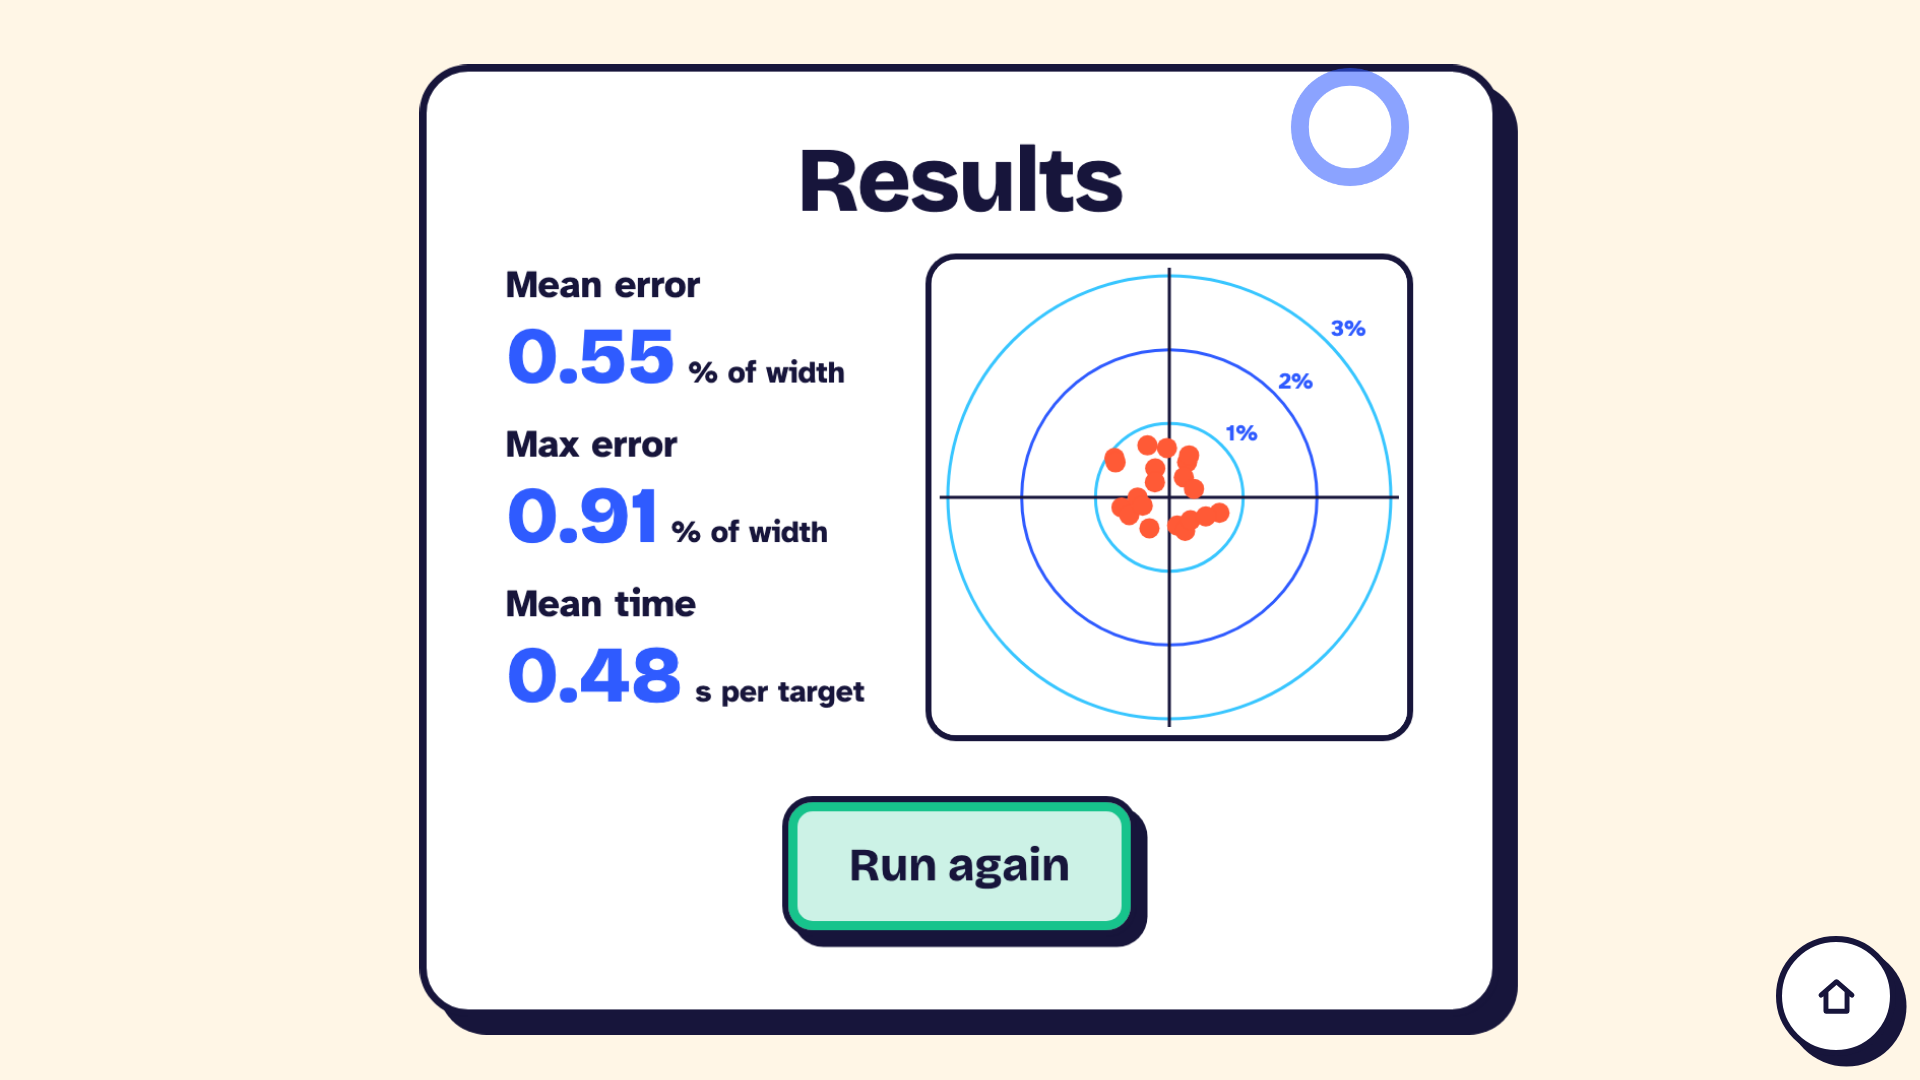 Results
Mean error
0.55 % of width
Max error
0.91 % of width
Mean time
0.48 s per target
3%
2%
1%
Run again